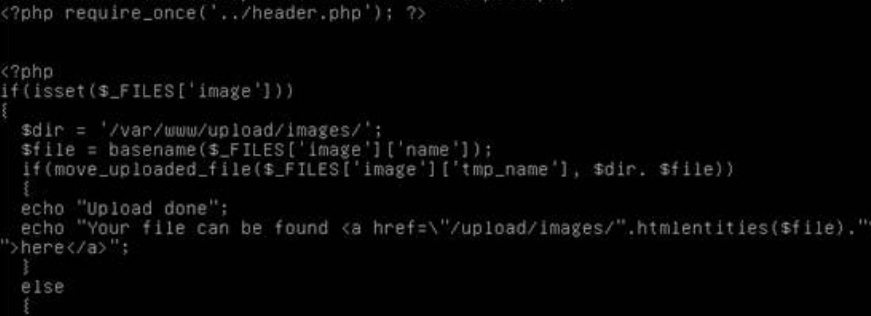 <?php require_once('../header.php'); ?>
<?php
if(isset($_FILES['image']))
{
$dir = '/var/www/upload/images/';
$file = basename($_FILES['image']['name']);
if(move_uploaded_file($_FILES['image']['tmp_name'], $dir. $file))
{
echo "Upload done";
echo "Your file can be found <a href=\"/upload/images/".htmlentities($file)."
">here</a>";
}
else
{